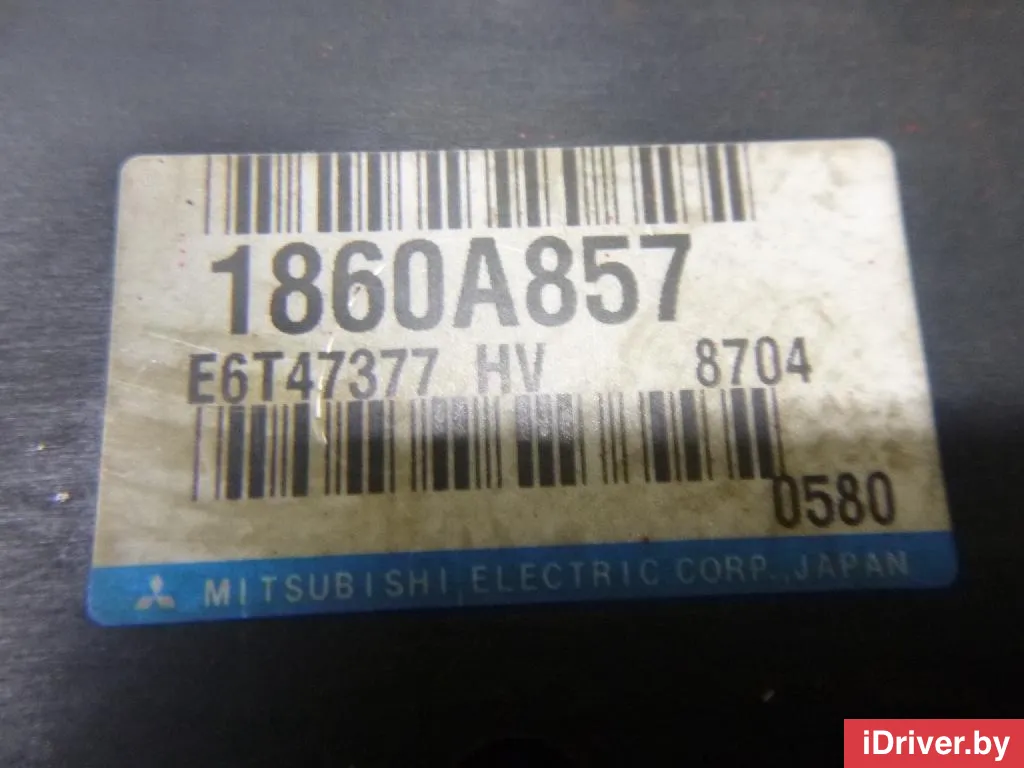 1860A857
E6T47377 HV 8704
0580
MITSUBISHI ELECTRIC CORP., JAPAN
iDriver.by